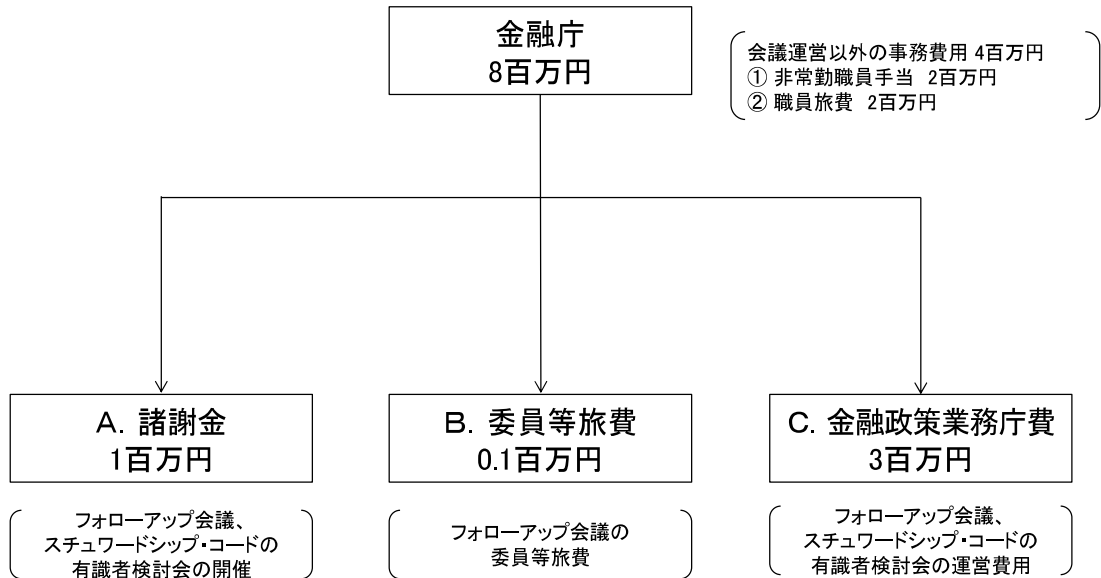 金融庁
8百万円
会議運営以外の事務費用 4百万円
① 非常勤職員手当 2百万円
② 職員旅費 2百万円
A. 諸謝金
1百万円
フォローアップ会議、
スチュワードシップ・コードの
有識者検討会の開催
B. 委員等旅費
0.1百万円
フォローアップ会議の
委員等旅費
C. 金融政策業務庁費
3百万円
フォローアップ会議、
スチュワードシップ・コードの
有識者検討会の運営費用